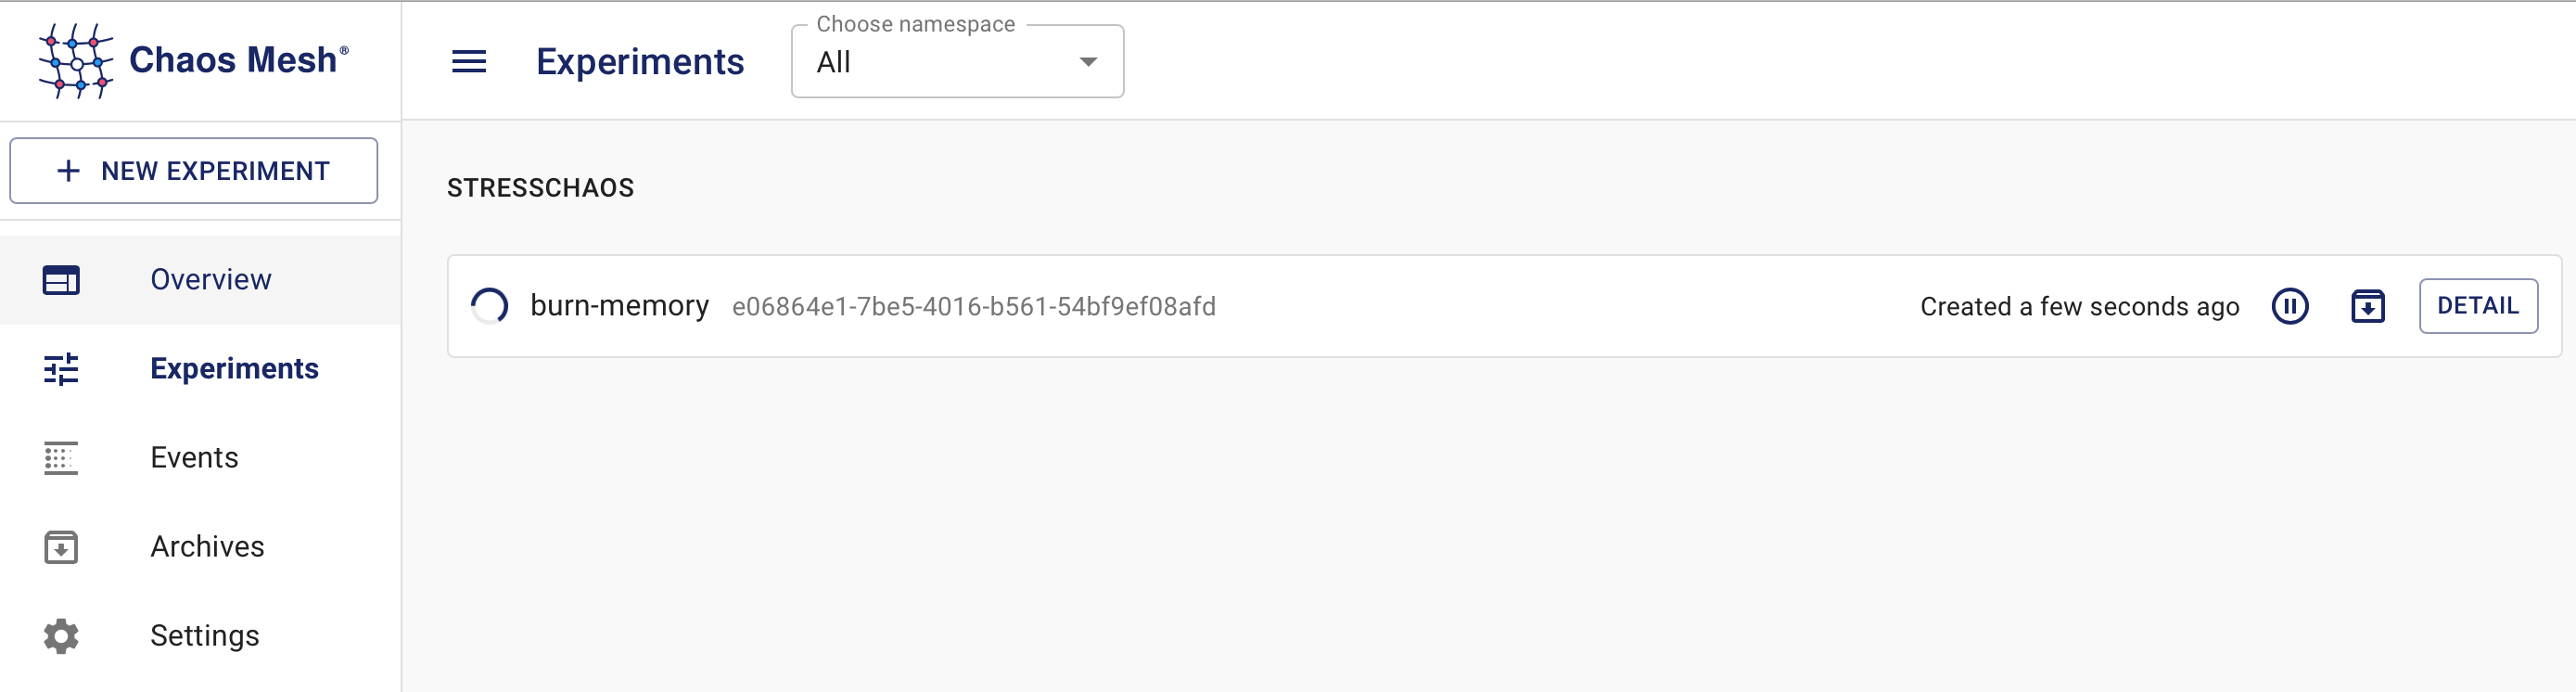 Chaos Mesh®
NEW EXPERIMENT
Overview
Experiments
Events
Archives
Settings
Experiments
Choose namespace
All
STRESSCHAOS
burn-memory e06864e1-7be5-4016-b561-54bf9ef08afd Created a few seconds ago DETAIL